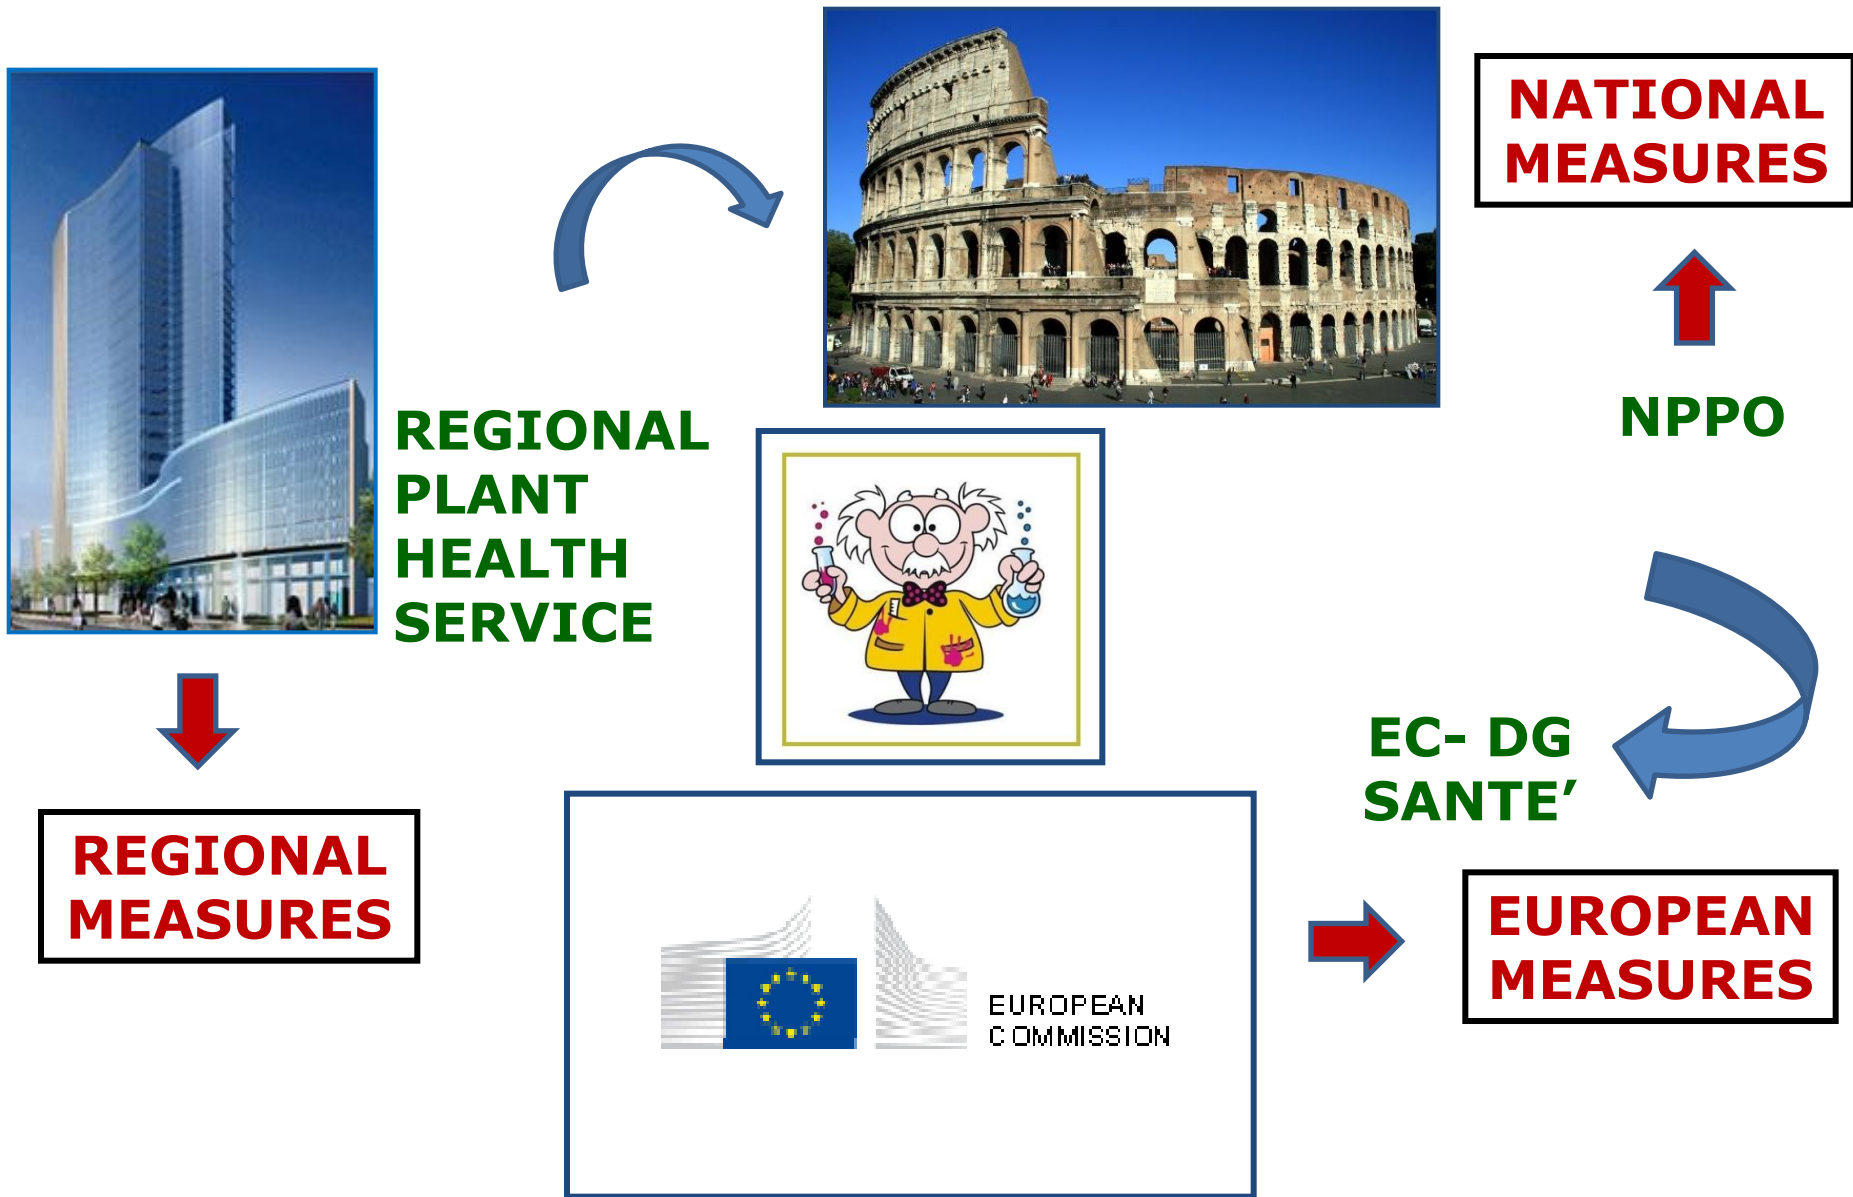 NATIONAL
MEASURES
NPPO
REGIONAL
PLANT
HEALTH
SERVICE
EC- DG
SANTE’
REGIONAL
MEASURES
EUROPEAN
MEASURES
EUROPEAN
COMMISSION